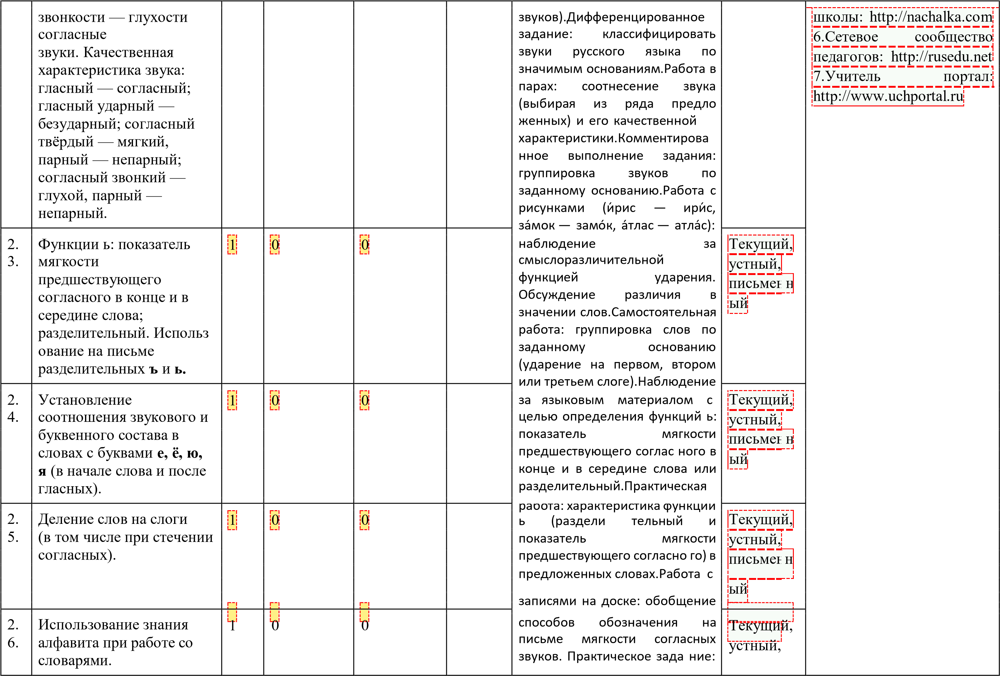 звонкости — глухости
согласные
звуки. Качественная
характеристика звука:
гласный — согласный;
гласный ударный —
безударный; согласный
твёрдый — мягкий,
парный — непарный;
согласный звонкий —
глухой, парный —
непарный.
звуков).Дифференцированное
задание: классифицировать
звуки русского языка по
значимым основаниям.Работа в
парах: соотнесение звука
(выбирая из ряда предло
женных) и его качественной
характеристики.Комментирова
нное выполнение задания:
группировка звуков по
заданному основанию.Работа с
рисунками (и́рис — ири́с,
за́мок — замо́к, а́тлас — атла́с):
наблюдение за
смыслоразличительной
функцией ударения.
Обсуждение различия в
значении слов.Самостоятельная
работа: группировка слов по
заданному основанию
(ударение на первом, втором
или третьем слоге).Наблюдение
за языковым материалом с
целью определения функций ь:
показатель мягкости
предшествующего соглас ного в
конце и в середине слова или
разделительный.Практическая
работа: характеристика функции
ь (раздели тельный и
показатель мягкости
предшествующего согласно го) в
предложенных словах.Работа с
записями на доске: обобщение
способов обозначения на
письме мягкости согласных
звуков. Практическое зада ние:
школы: http://nachalka.com
6.Сетевое сообщество
педагогов: http://rusedu.net
7.Учитель портал:
http://www.uchportal.ru
2.
3.
Функции ь: показатель
мягкости
предшествующего
согласного в конце и в
середине слова;
разделительный. Использ
ование на письме
разделительных ъ и ь.
1
0
0
Текущий,
устный,
письмен н
ый
2.
4.
Установление
соотношения звукового и
буквенного состава в
словах с буквами е, ё, ю,
я (в начале слова и после
гласных).
1
0
0
Текущий,
устный,
письмен н
ый
2.
5.
Деление слов на слоги
(в том числе при стечении
согласных).
1
0
0
Текущий,
устный,
письмен н
ый
2.
6.
Использование знания
алфавита при работе со
словарями.
1
0
0
Текущий,
устный,